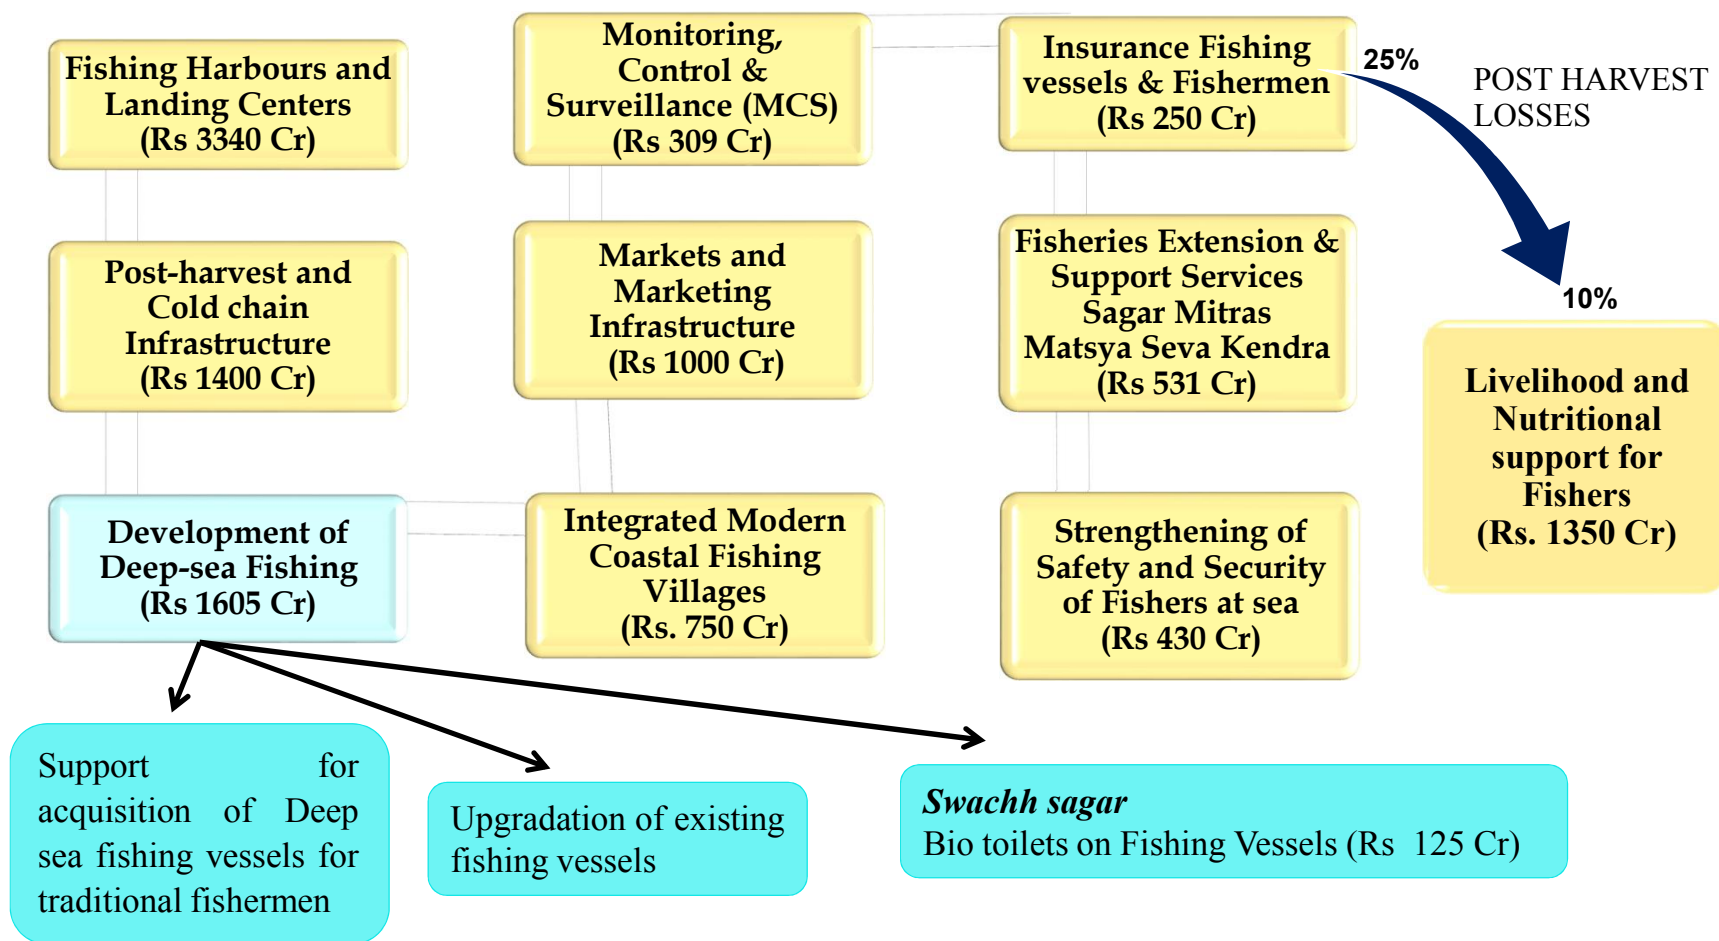 Fishing Harbours and
Landing Centers
(Rs 3340 Cr)
Post-harvest and
Cold chain
Infrastructure
(Rs 1400 Cr)
Development of
Deep-sea Fishing
(Rs 1605 Cr)
Monitoring,
Control &
Surveillance (MCS)
(Rs 309 Cr)
Markets and
Marketing
Infrastructure
(Rs 1000 Cr)
Integrated Modern
Coastal Fishing
Villages
(Rs. 750 Cr)
Insurance Fishing
vessels & Fishermen
(Rs 250 Cr)
Fisheries Extension &
Support Services
Sagar Mitras
Matsya Seva Kendra
(Rs 531 Cr)
Strengthening of
Safety and Security
of Fishers at sea
(Rs 430 Cr)
25%
POST HARVEST
LOSSES
10%
Livelihood and
Nutritional
support for
Fishers
(Rs. 1350 Cr)
Support for
acquisition of Deep
sea fishing vessels for
traditional fishermen
Upgradation of existing
fishing vessels
Swachh sagar
Bio toilets on Fishing Vessels (Rs 125 Cr)